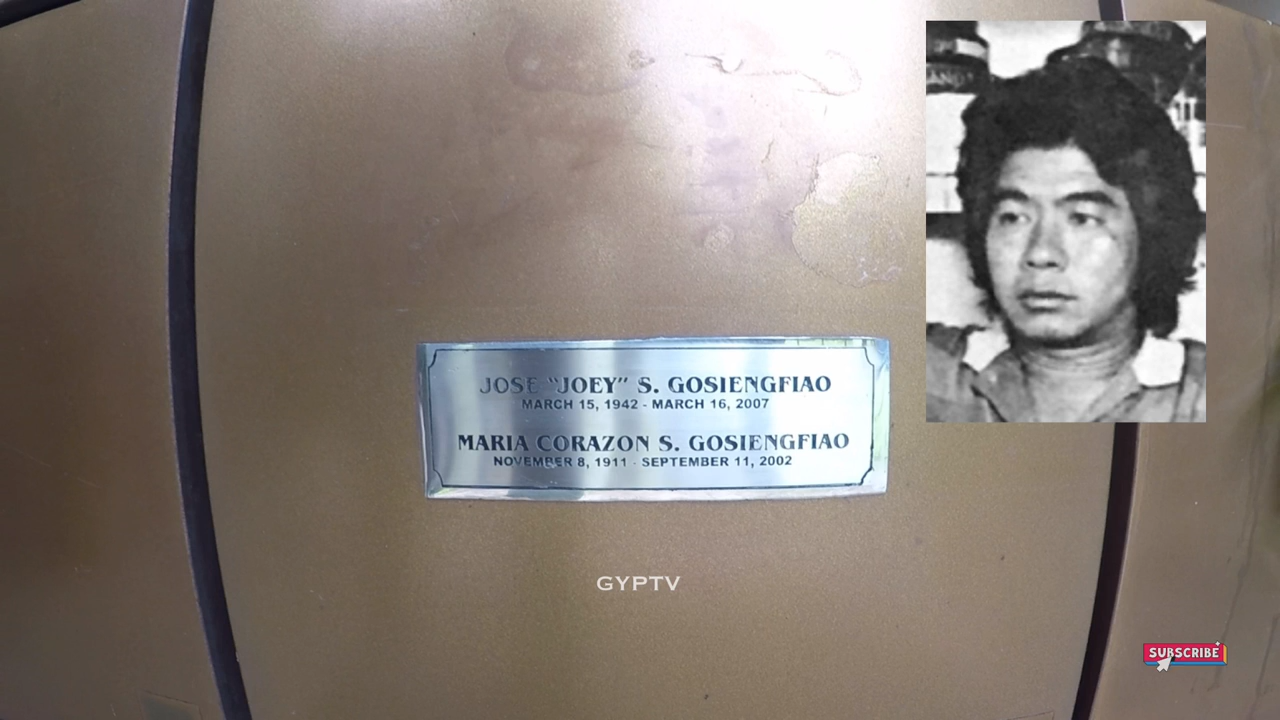 JOSE "JOEY" S. GOSIENGFIAO
MARCH 15, 1942 - MARCH 16, 2007
MARIA CORAZON S. GOSIENGFIAO
NOVEMBER 8, 1911 - SEPTEMBER 11, 2002
GYPTV
SUBSCRIBE